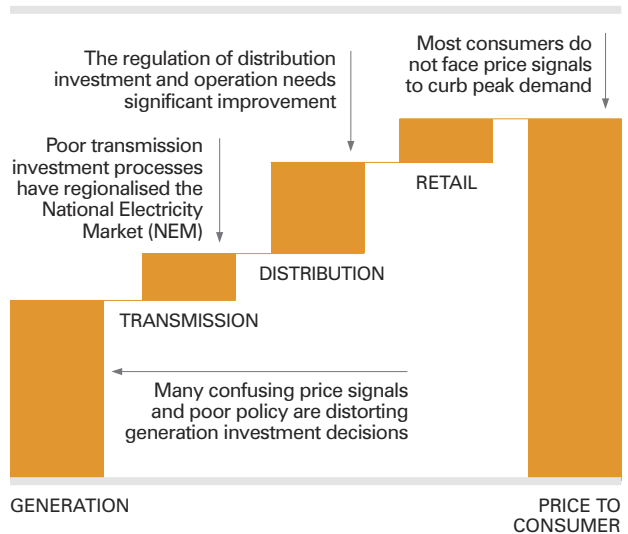 Most consumers do
not face price signals
to curb peak demand
The regulation of distribution
investment and operation needs
significant improvement
Poor transmission
investment processes
have regionalised the
National Electricity
Market (NEM)
RETAIL
DISTRIBUTION
TRANSMISSION
Many confusing price signals
and poor policy are distorting
generation investment decisions
GENERATION
PRICE TO
CONSUMER